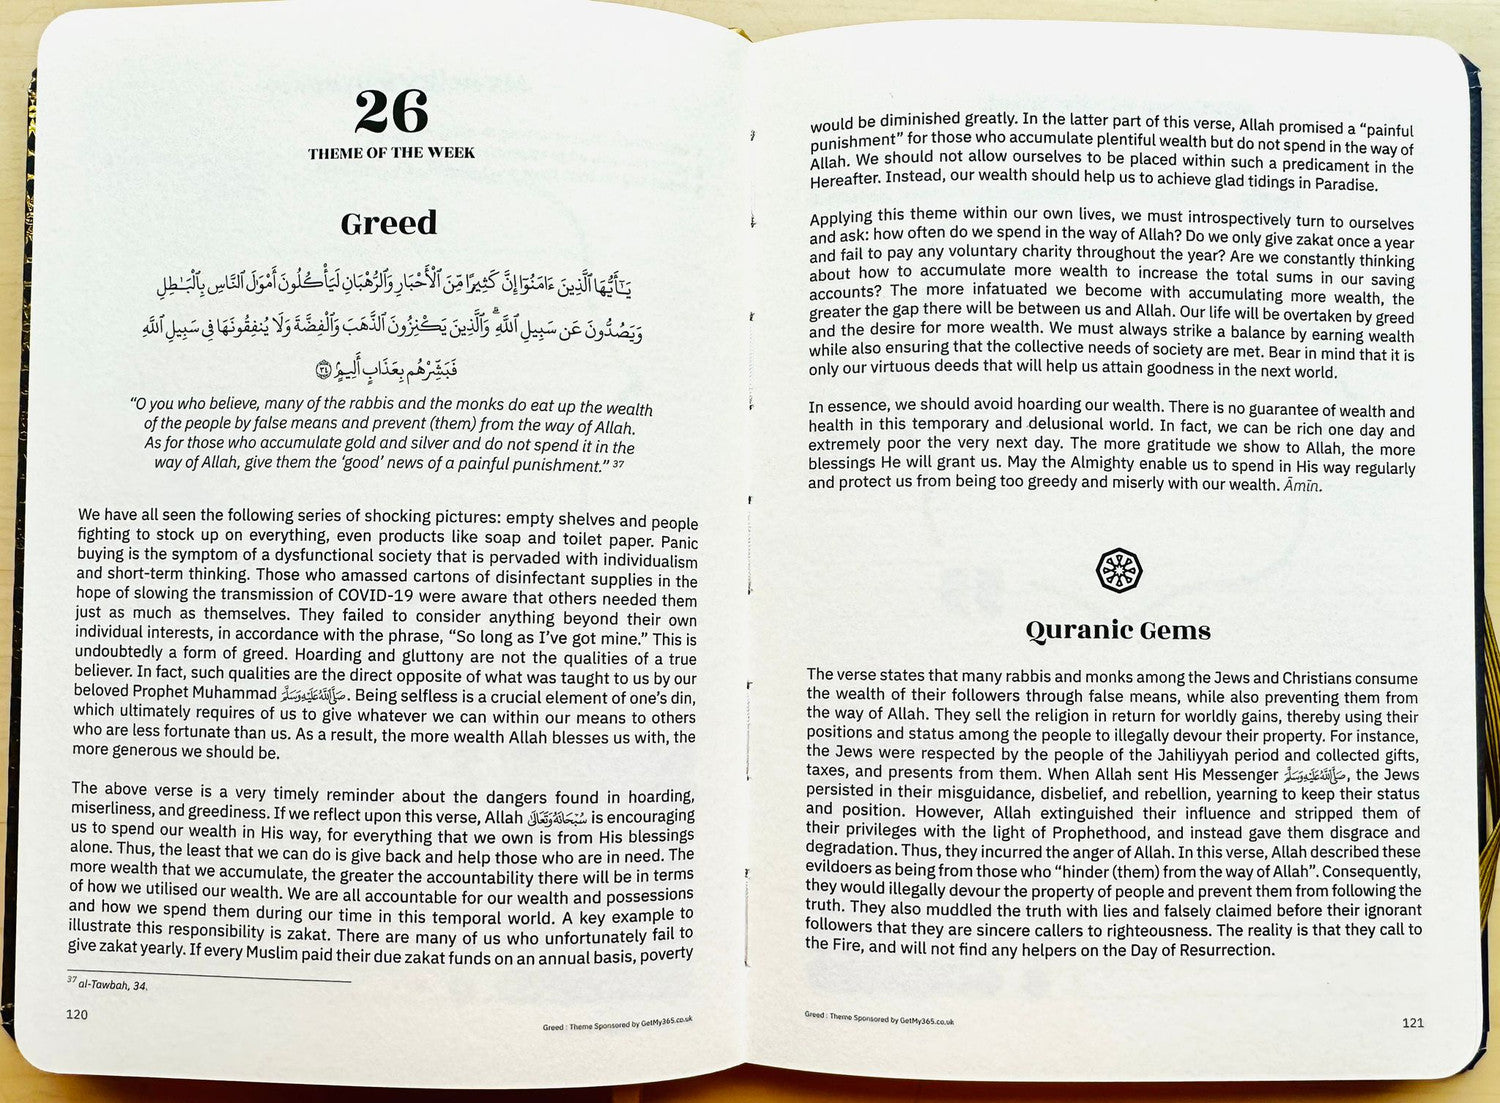 26
THEME OF THE WEEK
Greed
يَـٰٓأَيُّهَا ٱلَّذِينَ ءَامَنُوٓا۟ إِنَّ كَثِيرًا مِّنَ ٱلْأَحْبَارِ وَٱلرُّهْبَانِ لَيَأْكُلُونَ أَمْوَٰلَ ٱلنَّاسِ بِٱلْبَـٰطِلِ
وَيَصُدُّونَ عَن سَبِيلِ ٱللَّهِ ۗ وَٱلَّذِينَ يَكْنِزُونَ ٱلذَّهَبَ وَٱلْفِضَّةَ وَلَا يُنفِقُونَهَا فِى سَبِيلِ ٱللَّهِ
فَبَشِّرْهُم بِعَذَابٍ أَلِيمٍ ۝٣٤
“O you who believe, many of the rabbis and the monks do eat up the wealth
of the people by false means and prevent (them) from the way of Allah.
As for those who accumulate gold and silver and do not spend it in the
way of Allah, give them the ‘good’ news of a painful punishment.” 37
We have all seen the following series of shocking pictures: empty shelves and people
fighting to stock up on everything, even products like soap and toilet paper. Panic
buying is the symptom of a dysfunctional society that is pervaded with individualism
and short-term thinking. Those who amassed cartons of disinfectant supplies in the
hope of slowing the transmission of COVID-19 were aware that others needed them
just as much as themselves. They failed to consider anything beyond their own
individual interests, in accordance with the phrase, “So long as I’ve got mine.” This is
undoubtedly a form of greed. Hoarding and gluttony are not the qualities of a true
believer. In fact, such qualities are the direct opposite of what was taught to us by our
beloved Prophet Muhammad صَلَّى ٱللَّهُ عَلَيْهِ وَسَلَّمَ. Being selfless is a crucial element of one’s din,
which ultimately requires of us to give whatever we can within our means to others
who are less fortunate than us. As a result, the more wealth Allah blesses us with, the
more generous we should be.
The above verse is a very timely reminder about the dangers found in hoarding,
miserliness, and greediness. If we reflect upon this verse, Allah سُبْحَانَهُ وَتَعَالَىٰ is encouraging
us to spend our wealth in His way, for everything that we own is from His blessings
alone. Thus, the least that we can do is give back and help those who are in need. The
more wealth that we accumulate, the greater the accountability there will be in terms
of how we utilised our wealth. We are all accountable for our wealth and possessions
and how we spend them during our time in this temporal world. A key example to
illustrate this responsibility is zakat. There are many of us who unfortunately fail to
give zakat yearly. If every Muslim paid their due zakat funds on an annual basis, poverty
37 al-Tawbah, 34.
120
Greed : Theme Sponsored by GetMy365.co.uk
would be diminished greatly. In the latter part of this verse, Allah promised a “painful
punishment” for those who accumulate plentiful wealth but do not spend in the way of
Allah. We should not allow ourselves to be placed within such a predicament in the
Hereafter. Instead, our wealth should help us to achieve glad tidings in Paradise.
Applying this theme within our own lives, we must introspectively turn to ourselves
and ask: how often do we spend in the way of Allah? Do we only give zakat once a year
and fail to pay any voluntary charity throughout the year? Are we constantly thinking
about how to accumulate more wealth to increase the total sums in our saving
accounts? The more infatuated we become with accumulating more wealth, the
greater the gap there will be between us and Allah. Our life will be overtaken by greed
and the desire for more wealth. We must always strike a balance by earning wealth
while also ensuring that the collective needs of society are met. Bear in mind that it is
only our virtuous deeds that will help us attain goodness in the next world.
In essence, we should avoid hoarding our wealth. There is no guarantee of wealth and
health in this temporary and delusional world. In fact, we can be rich one day and
extremely poor the very next day. The more gratitude we show to Allah, the more
blessings He will grant us. May the Almighty enable us to spend in His way regularly
and protect us from being too greedy and miserly with our wealth. Āmīn.
Quranic Gems
The verse states that many rabbis and monks among the Jews and Christians consume
the wealth of their followers through false means, while also preventing them from
the way of Allah. They sell the religion in return for worldly gains, thereby using their
positions and status among the people to illegally devour their property. For instance,
the Jews were respected by the people of the Jahiliyyah period and collected gifts,
taxes, and presents from them. When Allah sent His Messenger صَلَّى ٱللَّهُ عَلَيْهِ وَسَلَّمَ, the Jews
persisted in their misguidance, disbelief, and rebellion, yearning to keep their status
and position. However, Allah extinguished their influence and stripped them of
their privileges with the light of Prophethood, and instead gave them disgrace and
degradation. Thus, they incurred the anger of Allah. In this verse, Allah described these
evildoers as being from those who “hinder (them) from the way of Allah”. Consequently,
they would illegally devour the property of people and prevent them from following the
truth. They also muddled the truth with lies and falsely claimed before their ignorant
followers that they are sincere callers to righteousness. The reality is that they call to
the Fire, and will not find any helpers on the Day of Resurrection.
Greed : Theme Sponsored by GetMy365.co.uk
121